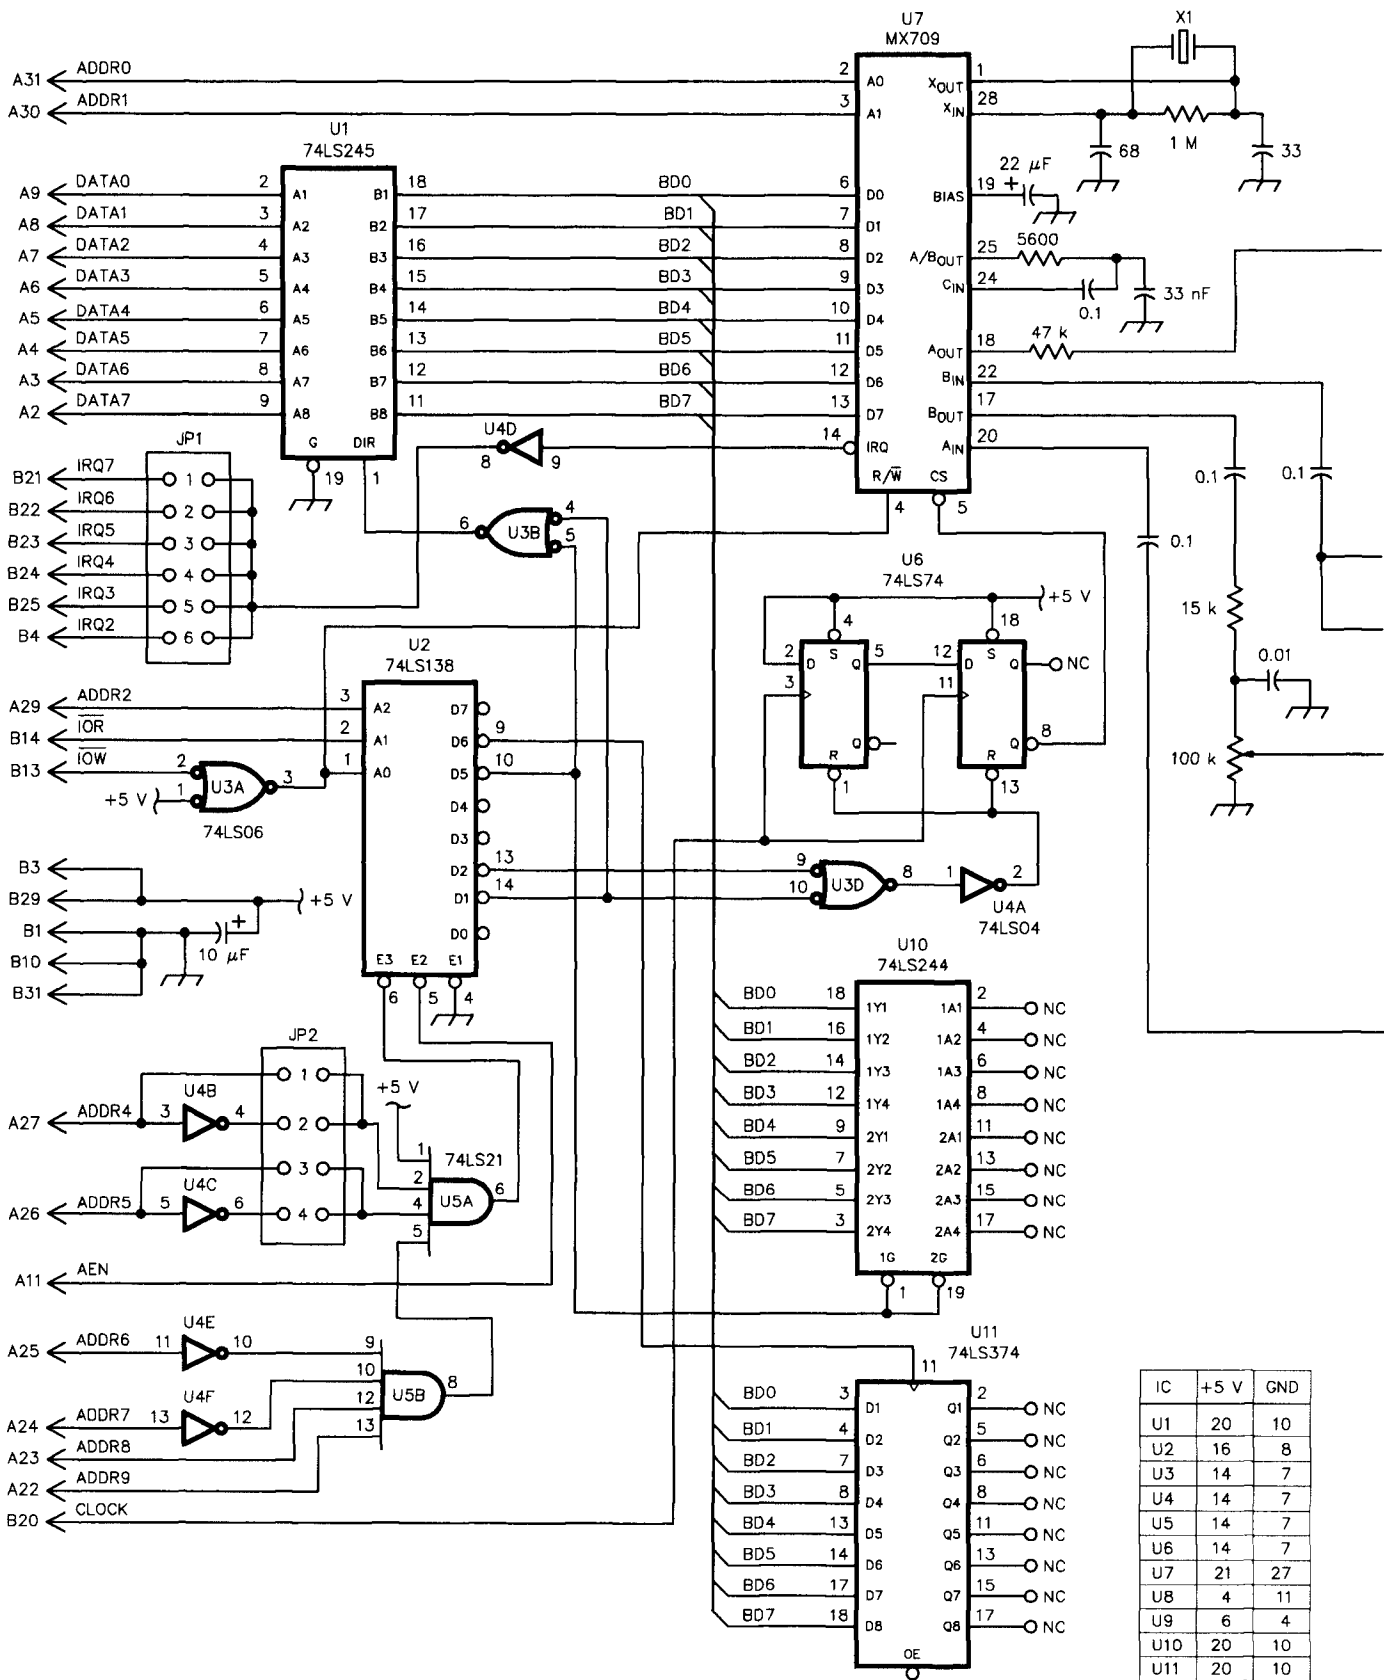 U7
MX709
X1
A31 ADDR0 2 A0 XOUT 1
A30 ADDR1 3 A1 XIN 28
1 M
68
33
U1
74LS245
22 µF
+
BIAS 19
A9 DATA0 2 A1 B1 18 BD0 6 D0
A8 DATA1 3 A2 B2 17 BD1 7 D1
A7 DATA2 4 A3 B3 16 BD2 8 D2
A6 DATA3 5 A4 B4 15 BD3 9 D3
A5 DATA4 6 A5 B5 14 BD4 10 D4
A4 DATA5 7 A6 B6 13 BD5 11 D5
A3 DATA6 8 A7 B7 12 BD6 12 D6
A2 DATA7 9 A8 B8 11 BD7 13 D7
A/BOUT 25 5600
CIN 24 0.1 33 nF
AOUT 18 47 k
BIN 22
BOUT 17
AIN 20
G DIR
19 1
U4D
8 9
14 IRQ
R/W CS
4 5
0.1 0.1
0.1
JP1
B21 IRQ7 1
B22 IRQ6 2
B23 IRQ5 3
B24 IRQ4 4
B25 IRQ3 5
B4 IRQ2 6
6 U3B 4
5
U6
74LS74
+5 V
4 18
2 D S Q 5 12 D S Q NC
3 11
Q Q 8
R R
1 13
15 k
0.01
100 k
U2
74LS138
A29 ADDR2 3 A2 D7
B14 IOR 2 A1 D6 9
B13 IOW 1 A0 D5 10
2
U3A 3
+5 V 1
74LS06
D4
D3
D2 13
D1 14
D0
E3 E2 E1
6 5 4
9
10 U3D 8
1 2
U4A
74LS04
B3
B29 +5 V
B1
10 µF +
B10
B31
JP2
1
2
3
4
+5 V
A27 ADDR4 3 U4B 4
A26 ADDR5 5 U4C 6
74LS21
1
2
4 U5A 6
5
A11 AEN
A25 ADDR6 11 U4E 10 9
A24 ADDR7 13 U4F 12 10
A23 ADDR8 12 U5B 8
A22 ADDR9 13
B20 CLOCK
U10
74LS244
BD0 18 1Y1 1A1 2 NC
BD1 16 1Y2 1A2 4 NC
BD2 14 1Y3 1A3 6 NC
BD3 12 1Y4 1A4 8 NC
BD4 9 2Y1 2A1 11 NC
BD5 7 2Y2 2A2 13 NC
BD6 5 2Y3 2A3 15 NC
BD7 3 2Y4 2A4 17 NC
1G 2G
1 19
U11
74LS374
11
BD0 3 D1 Q1 2 NC
BD1 4 D2 Q2 5 NC
BD2 7 D3 Q3 6 NC
BD3 8 D4 Q4 8 NC
BD4 13 D5 Q5 11 NC
BD5 14 D6 Q6 13 NC
BD6 17 D7 Q7 15 NC
BD7 18 D8 Q8 17 NC
OE
IC +5 V GND
U1 20 10
U2 16 8
U3 14 7
U4 14 7
U5 14 7
U6 14 7
U7 21 27
U8 4 11
U9 6 4
U10 20 10
U11 20 10